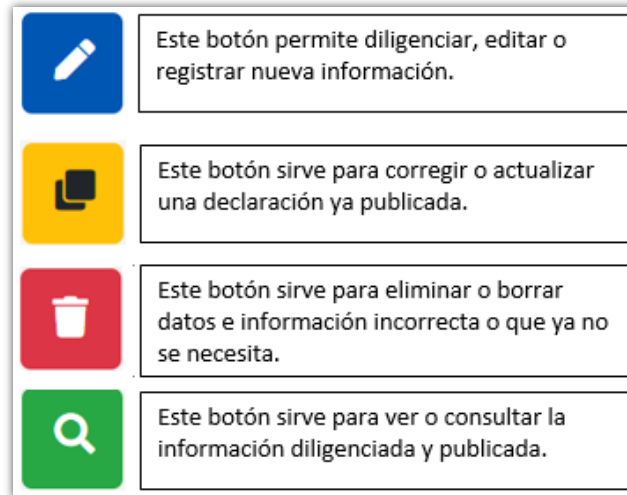 Este botón permite diligenciar, editar o
registrar nueva información.
Este botón sirve para corregir o actualizar
una declaración ya publicada.
Este botón sirve para eliminar o borrar
datos e información incorrecta o que ya no
se necesita.
Este botón sirve para ver o consultar la
información diligenciada y publicada.